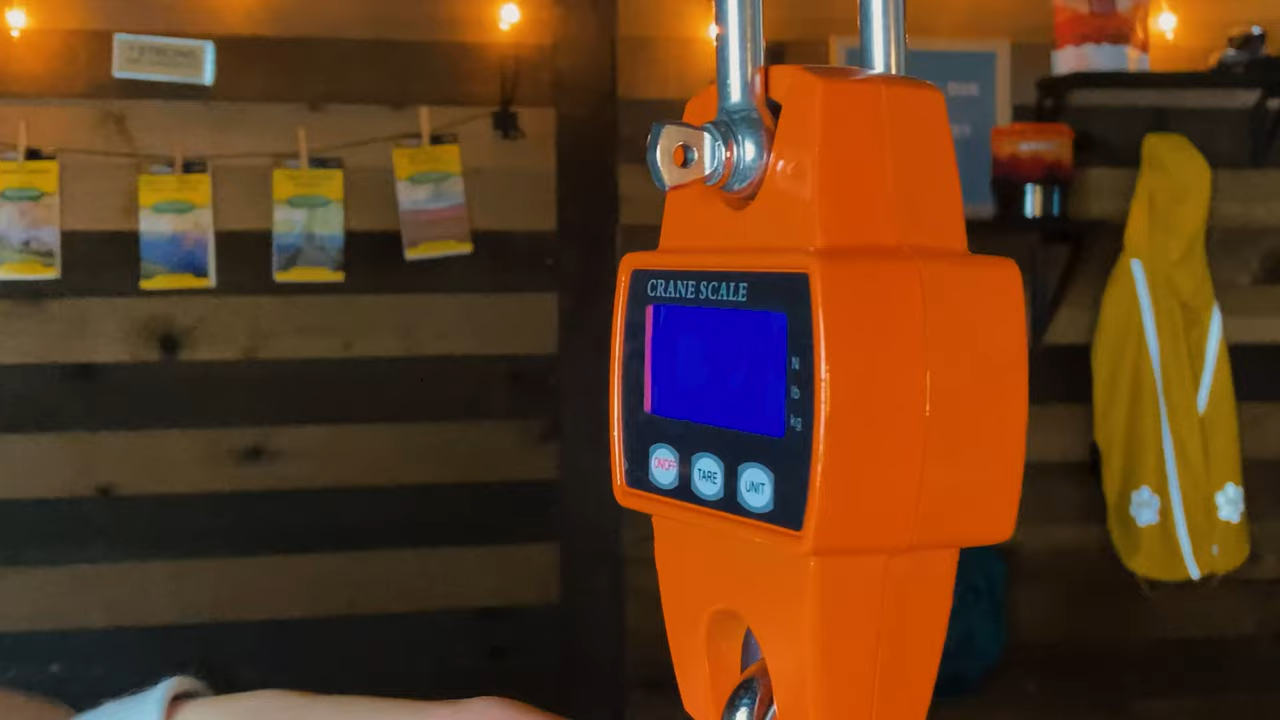 CRANE SCALE
N
lb
kg
ON/OFF
TARE
UNIT